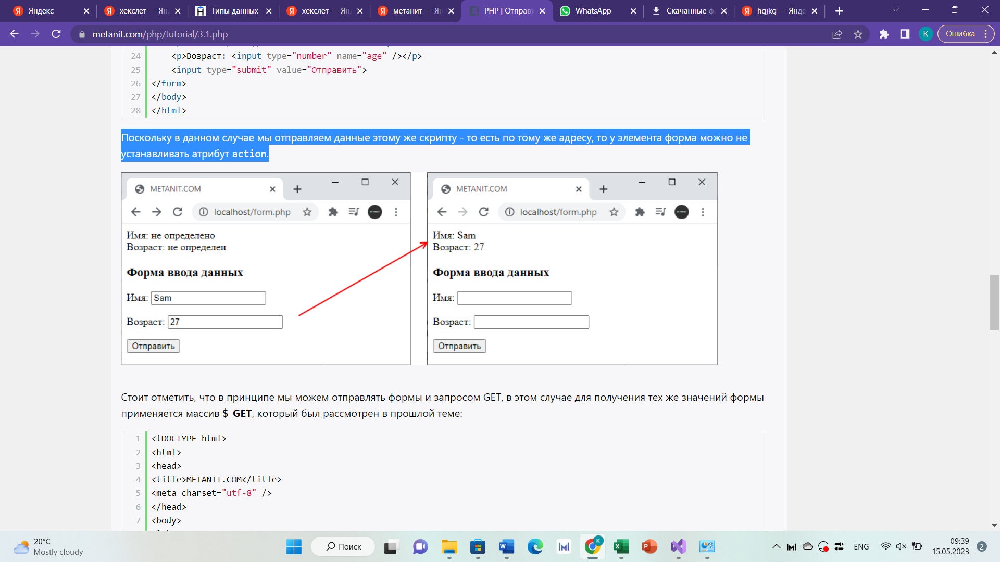 Яндекс
хекслет — Янд
Типы данных
хекслет — Янд
метанит — Ян
PHP | Отправк
WhatsApp
Скачанные ф
hgjkg — Янде
metanit.com/php/tutorial/3.1.php
К
Ошибка
24 <p>Возраст: <input type="number" name="age" /></p>
25 <input type="submit" value="Отправить">
26 </form>
27 </body>
28 </html>
Поскольку в данном случае мы отправляем данные этому же скрипту - то есть по тому же адресу, то у элемента форма можно не
устанавливать атрибут action.
METANIT.COM
localhost/form.php
Имя: не определено
Возраст: не определен
Форма ввода данных
Имя: Sam
Возраст: 27
Отправить
METANIT.COM
localhost/form.php
Имя: Sam
Возраст: 27
Форма ввода данных
Имя:
Возраст:
Отправить
Стоит отметить, что в принципе мы можем отправлять формы и запросом GET, в этом случае для получения тех же значений формы
применяется массив $_GET, который был рассмотрен в прошлой теме:
1 <!DOCTYPE html>
2 <html>
3 <head>
4 <title>METANIT.COM</title>
5 <meta charset="utf-8" />
6 </head>
7 <body>
20°C
Mostly cloudy
Поиск
ENG
09:39
15.05.2023
2